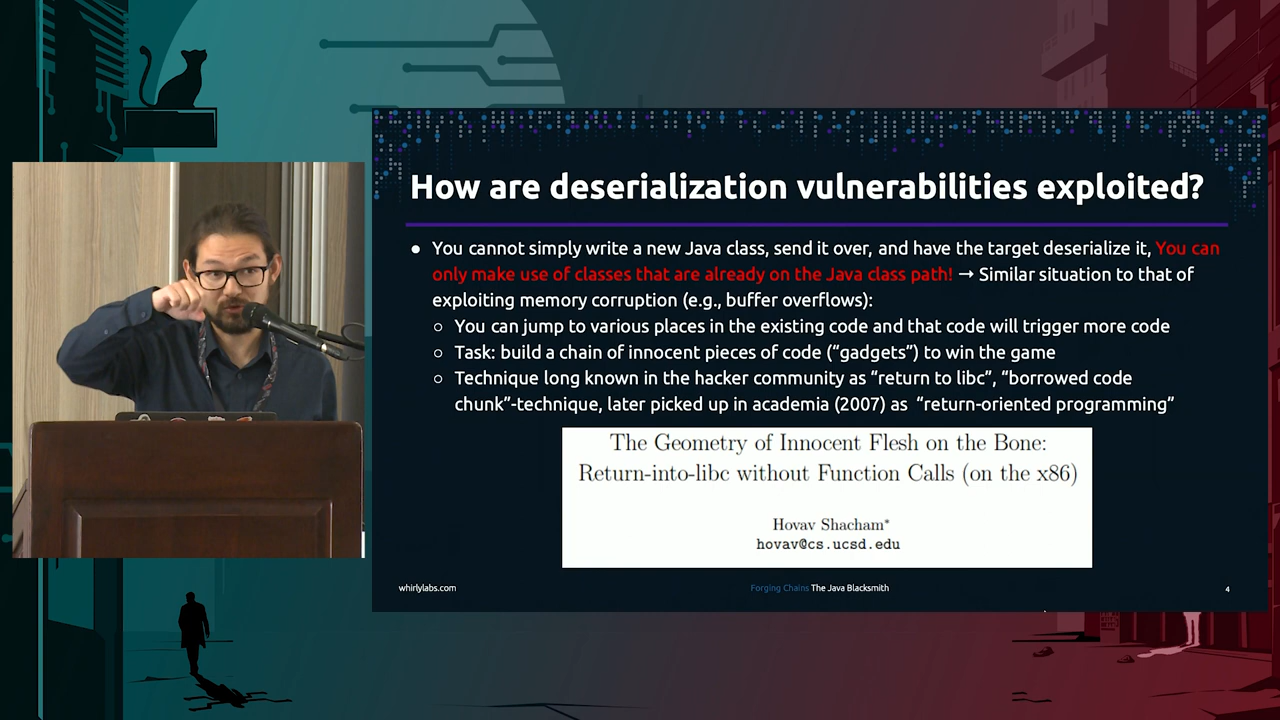 How are deserialization vulnerabilities exploited?
● You cannot simply write a new Java class, send it over, and have the target deserialize it, You can
only make use of classes that are already on the Java class path! → Similar situation to that of
exploiting memory corruption (e.g., buffer overflows):
○ You can jump to various places in the existing code and that code will trigger more code
○ Task: build a chain of innocent pieces of code (“gadgets”) to win the game
○ Technique long known in the hacker community as “return to libc”, “borrowed code
chunk”-technique, later picked up in academia (2007) as “return-oriented programming”
The Geometry of Innocent Flesh on the Bone:
Return-into-libc without Function Calls (on the x86)
Hovav Shacham*
hovav@cs.ucsd.edu
whirlylabs.com
Forging Chains The Java Blacksmith
4